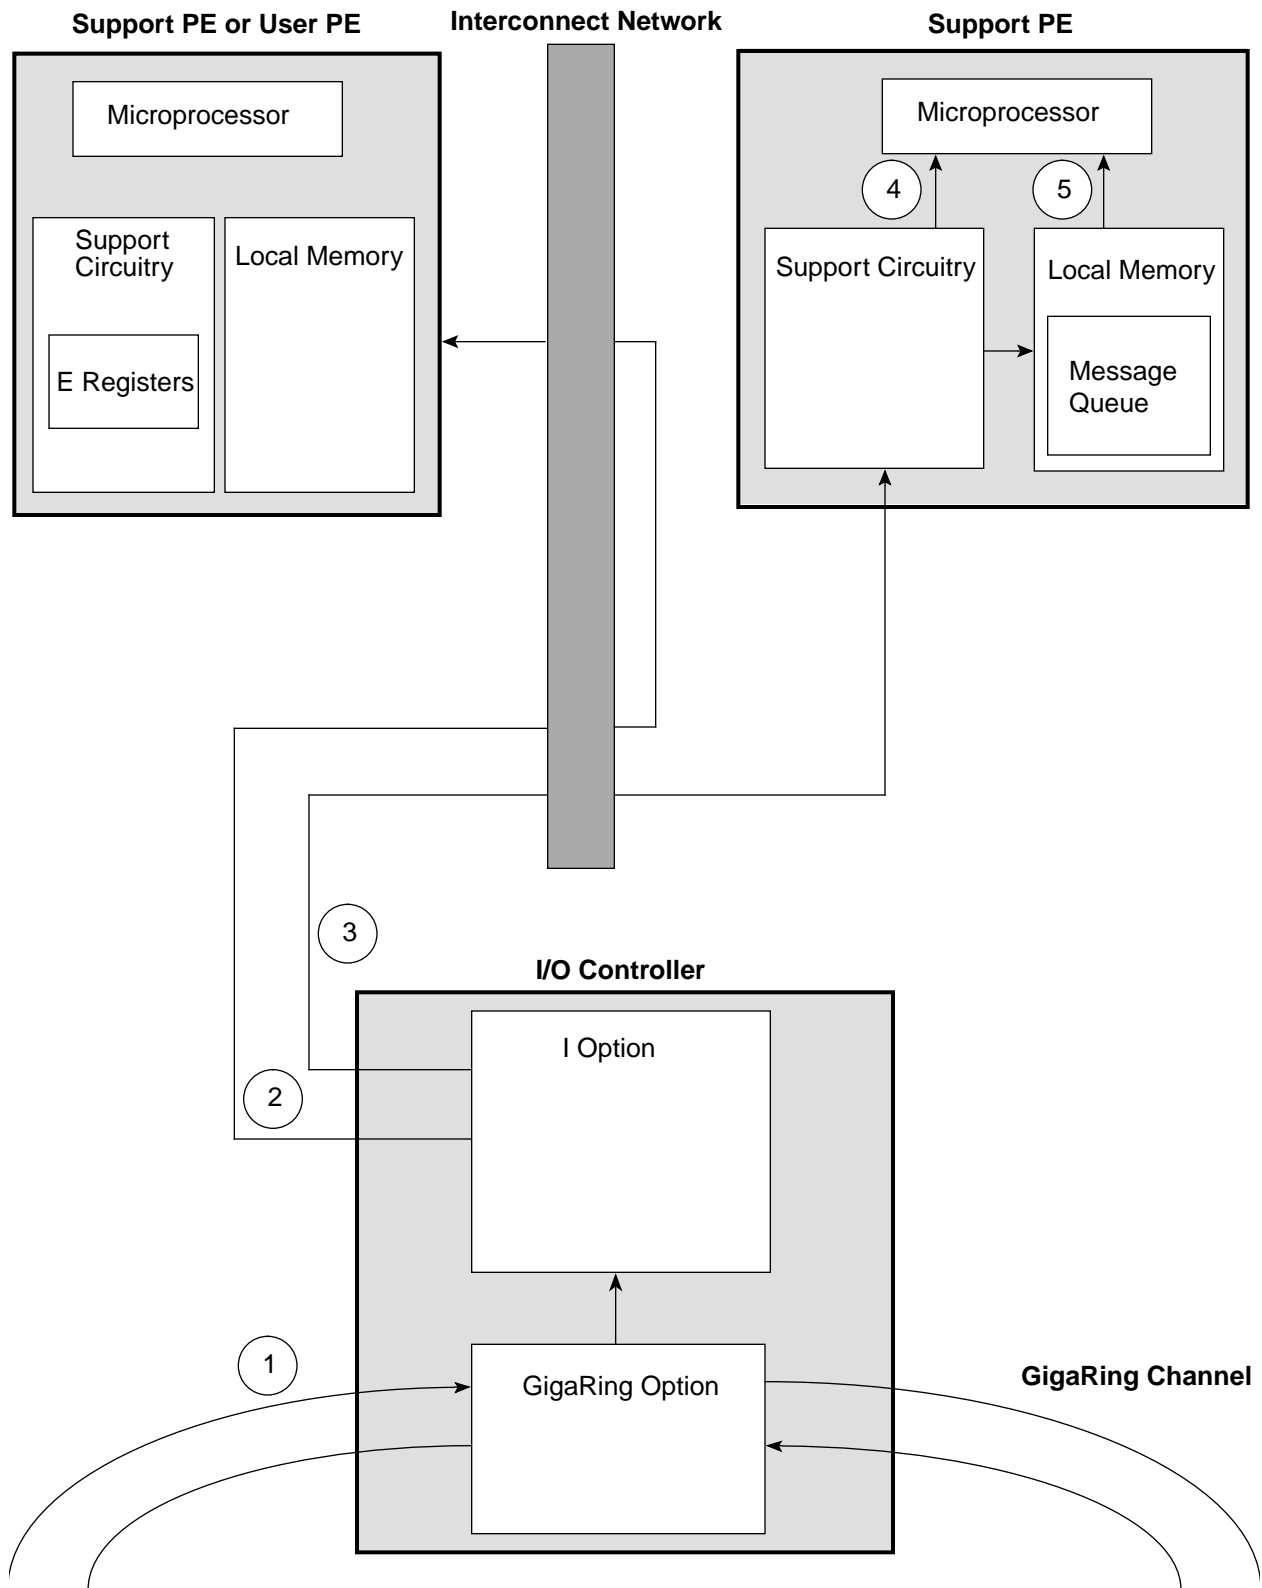 Support PE or User PE
Interconnect Network
Support PE
Microprocessor
Microprocessor
4
5
Support
Circuitry
Local Memory
Support Circuitry
Local Memory
E Registers
Message
Queue
3
I/O Controller
I Option
2
1
GigaRing Option
GigaRing Channel